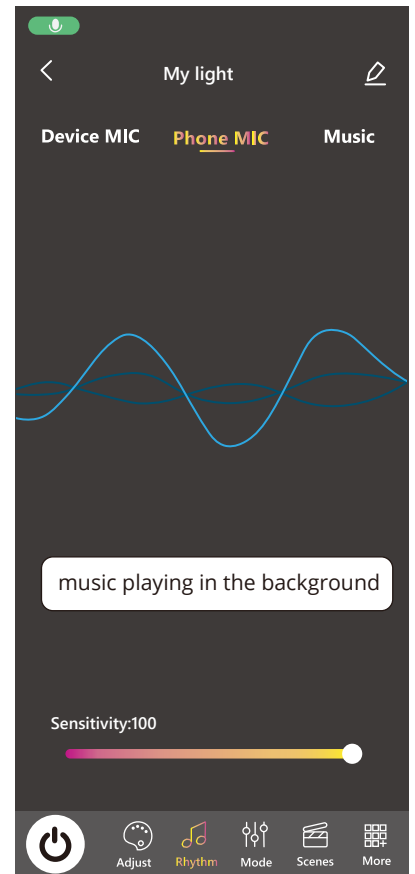 My light
Device MIC Phone MIC Music
music playing in the background
Sensitivity:100
Adjust Rhythm Mode Scenes More